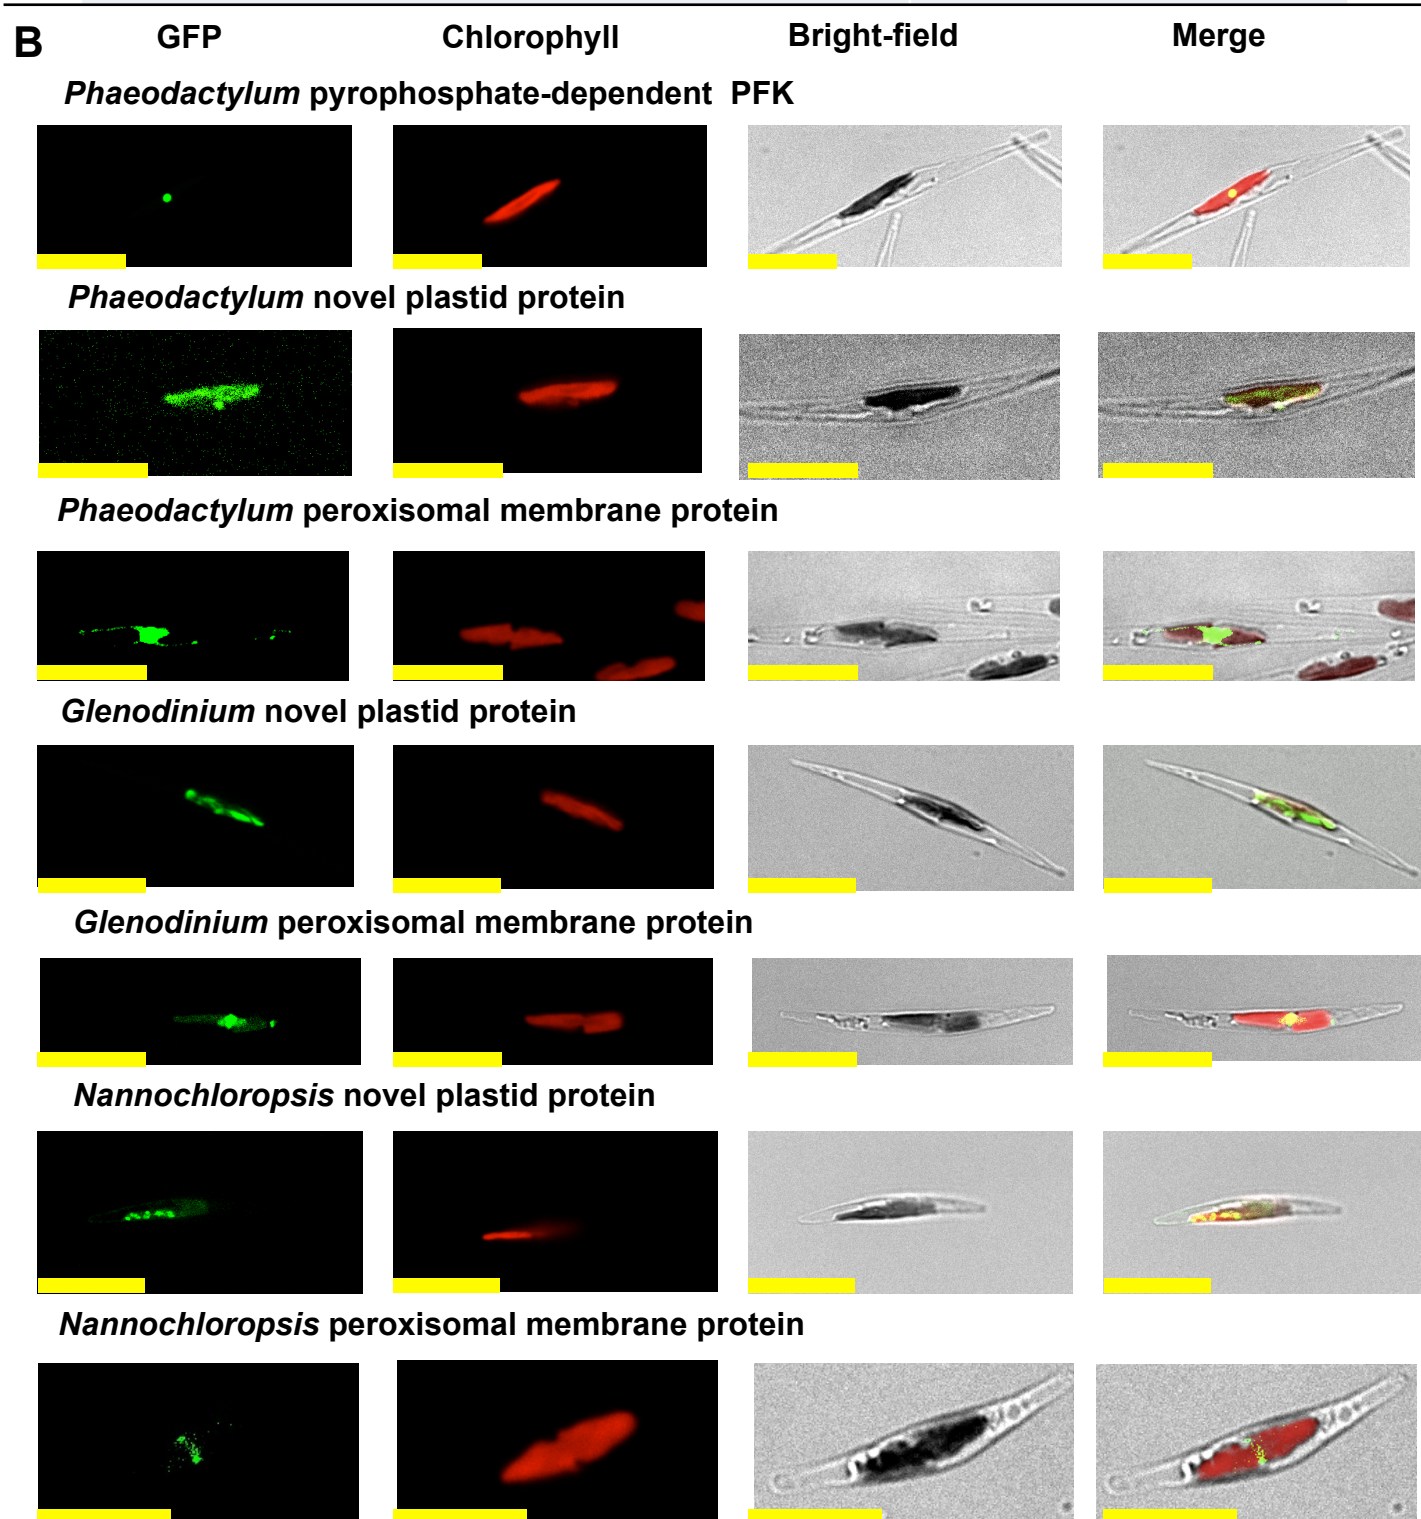 B GFP Chlorophyll Bright-field Merge
Phaeodactylum pyrophosphate-dependent PFK
Phaeodactylum novel plastid protein
Phaeodactylum peroxisomal membrane protein
Glenodinium novel plastid protein
Glenodinium peroxisomal membrane protein
Nannochloropsis novel plastid protein
Nannochloropsis peroxisomal membrane protein